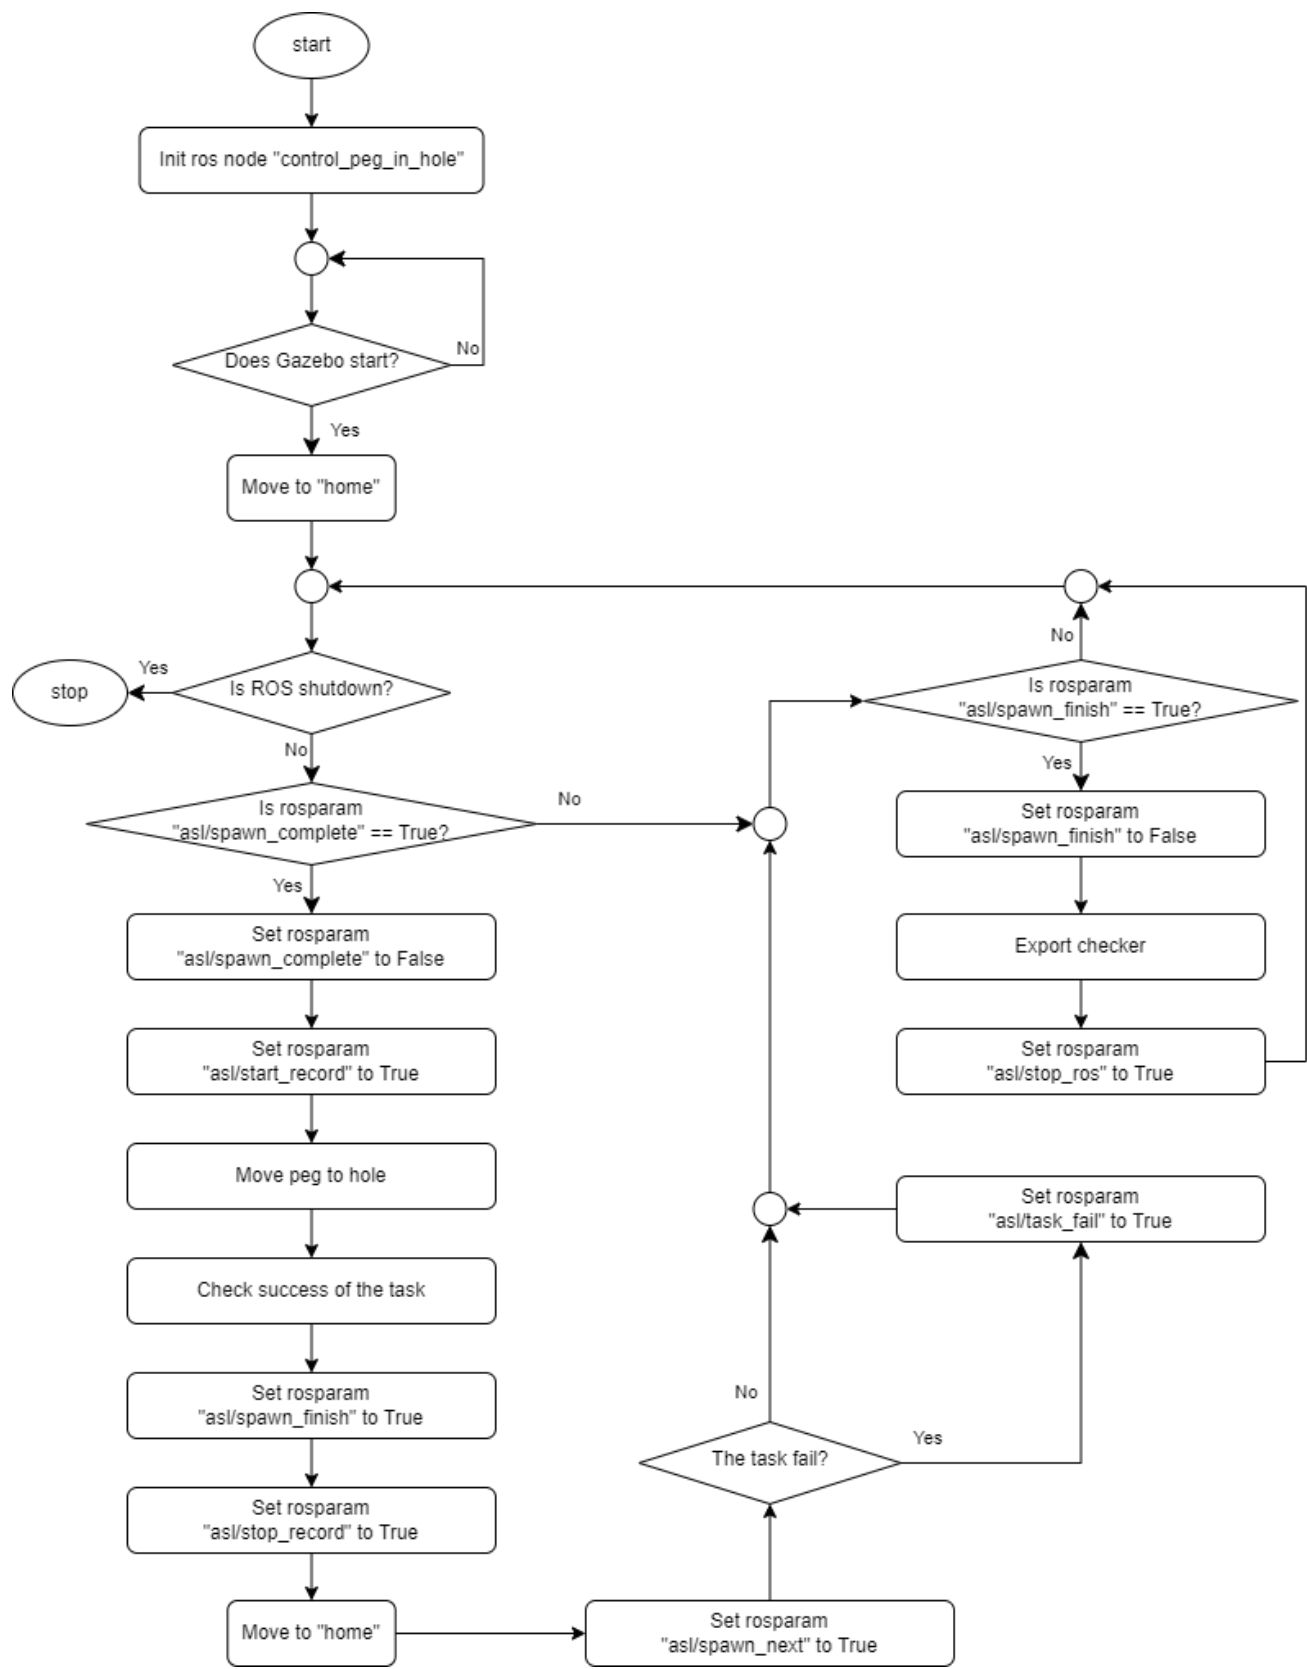 start
Init ros node "control_peg_in_hole"
Does Gazebo start?
No
Yes
Move to "home"
Is ROS shutdown?
Yes
stop
No
Is rosparam
"asl/spawn_complete" == True?
No
Yes
Set rosparam
"asl/spawn_complete" to False
Set rosparam
"asl/start_record" to True
Move peg to hole
Check success of the task
Set rosparam
"asl/spawn_finish" to True
Set rosparam
"asl/stop_record" to True
Move to "home"
Set rosparam
"asl/spawn_next" to True
The task fail?
No
Yes
Set rosparam
"asl/task_fail" to True
Is rosparam
"asl/spawn_finish" == True?
No
Yes
Set rosparam
"asl/spawn_finish" to False
Export checker
Set rosparam
"asl/stop_ros" to True